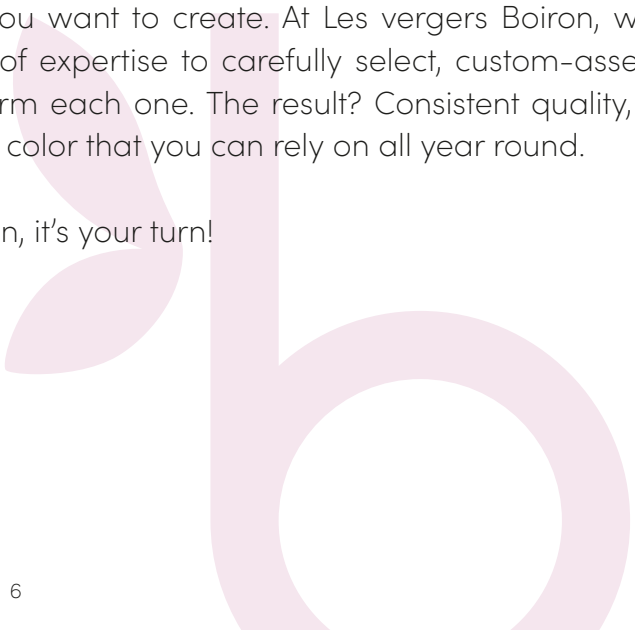 ou want to create. At Les vergers Boiron, w
of expertise to carefully select, custom-asse
rm each one. The result? Consistent quality,
color that you can rely on all year round.
n, it's your turn!
6